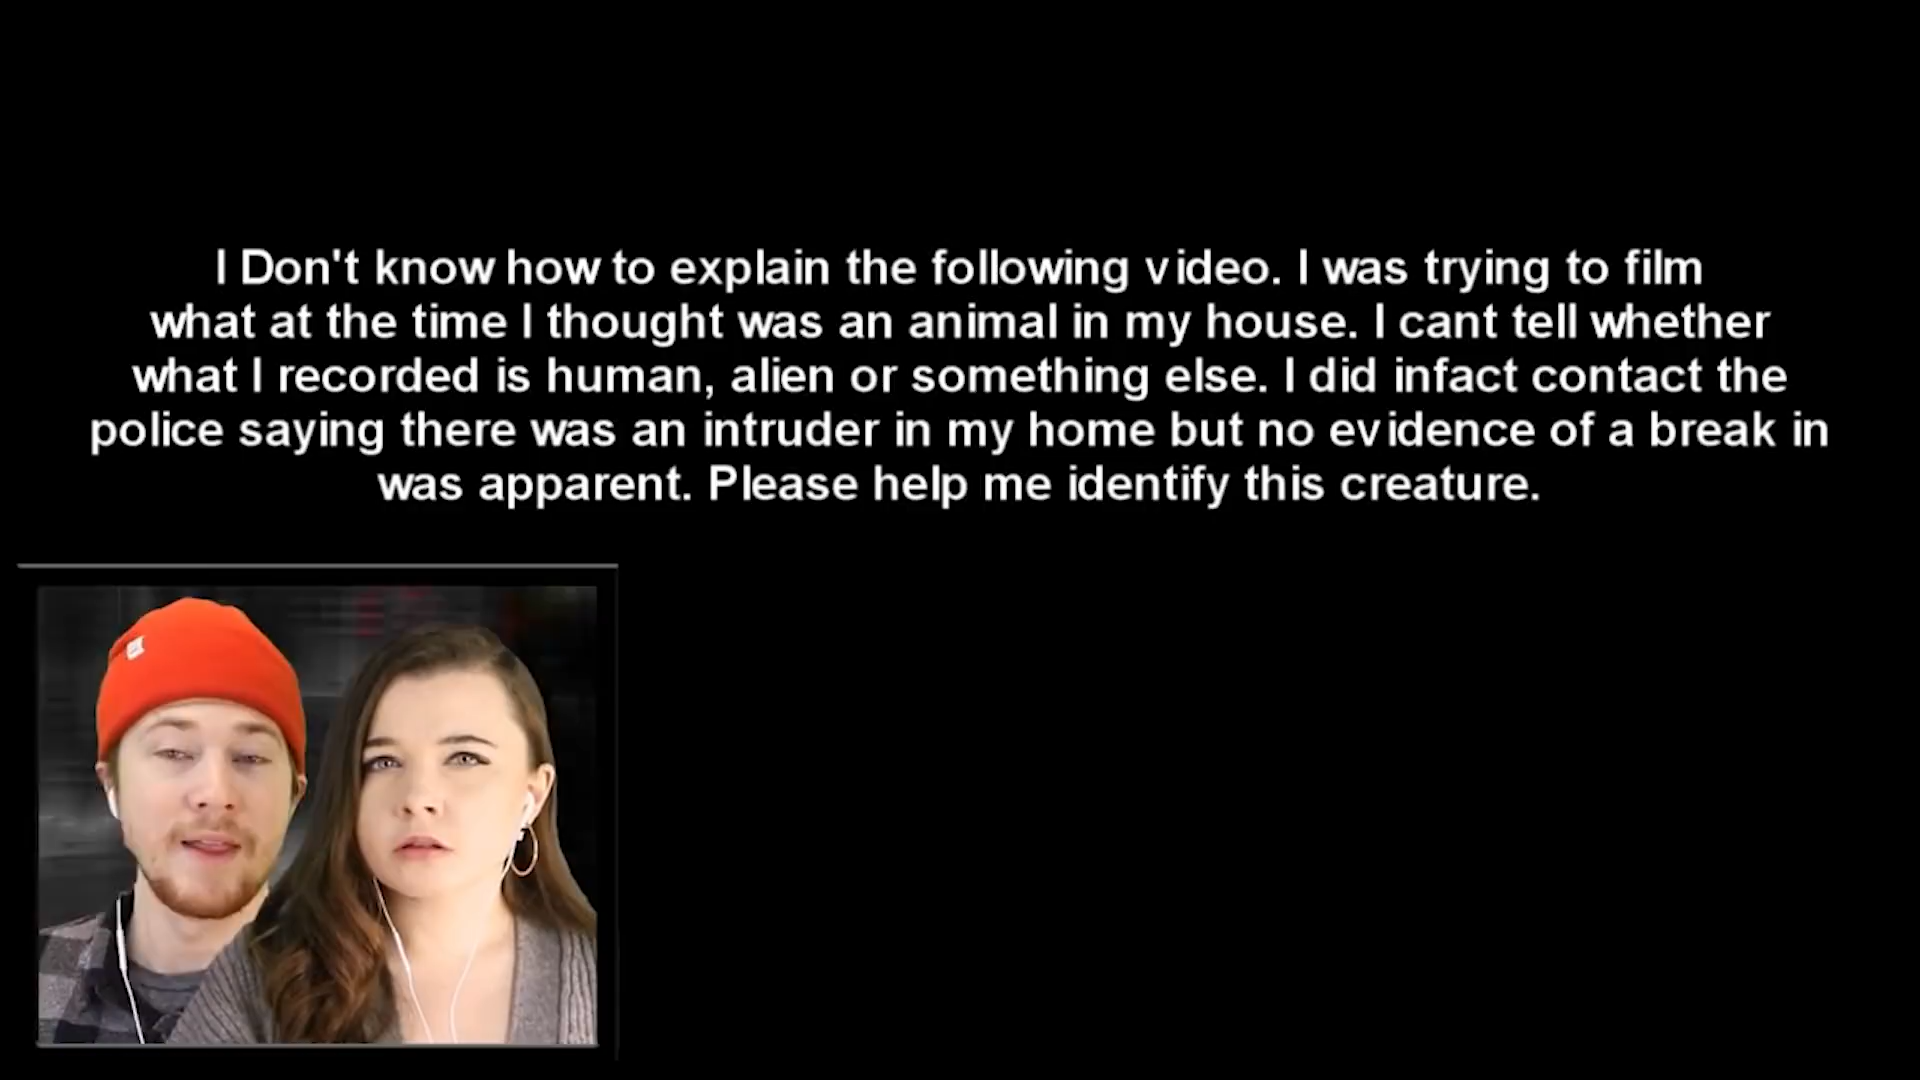 I Don't know how to explain the following video. I was trying to film
what at the time I thought was an animal in my house. I cant tell whether
what I recorded is human, alien or something else. I did infact contact the
police saying there was an intruder in my home but no evidence of a break in
was apparent. Please help me identify this creature.